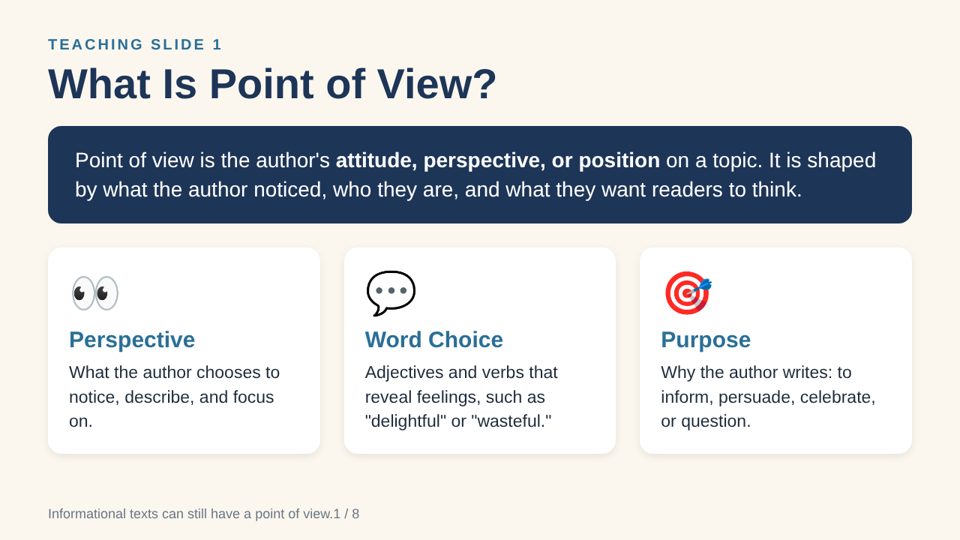 TEACHING SLIDE 1
What Is Point of View?
Point of view is the author's attitude, perspective, or position on a topic. It is shaped
by what the author noticed, who they are, and what they want readers to think.
Perspective
What the author chooses to
notice, describe, and focus
on.
Word Choice
Adjectives and verbs that
reveal feelings, such as
"delightful" or "wasteful."
Purpose
Why the author writes: to
inform, persuade, celebrate,
or question.
Informational texts can still have a point of view.1 / 8